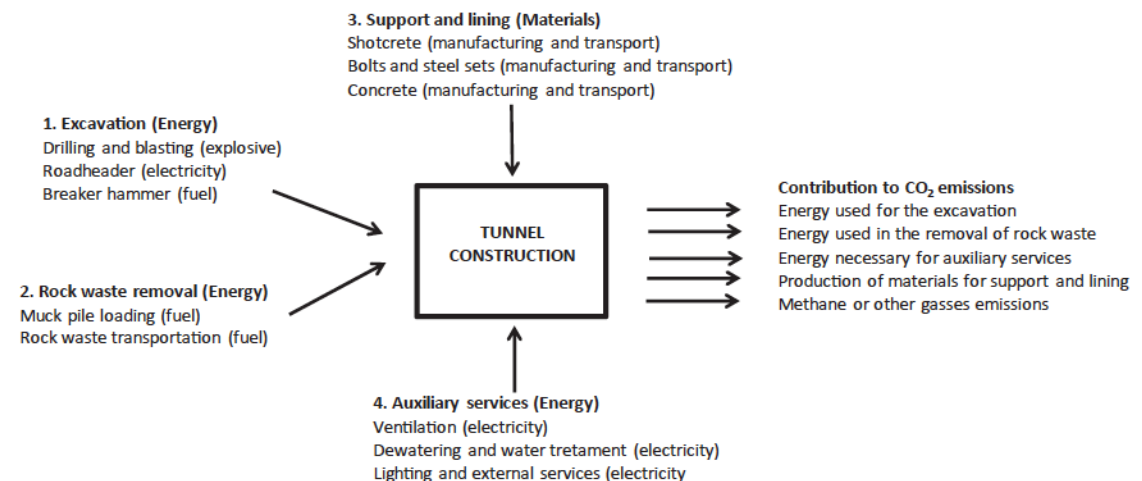 3. Support and lining (Materials)
Shotcrete (manufacturing and transport)
Bolts and steel sets (manufacturing and transport)
Concrete (manufacturing and transport)
1. Excavation (Energy)
Drilling and blasting (explosive)
Roadheader (electricity)
Breaker hammer (fuel)
2. Rock waste removal (Energy)
Muck pile loading (fuel)
Rock waste transportation (fuel)
TUNNEL
CONSTRUCTION
Contribution to CO₂ emissions
Energy used for the excavation
Energy used in the removal of rock waste
Energy necessary for auxiliary services
Production of materials for support and lining
Methane or other gasses emissions
4. Auxiliary services (Energy)
Ventilation (electricity)
Dewatering and water tretament (electricity)
Lighting and external services (electricity